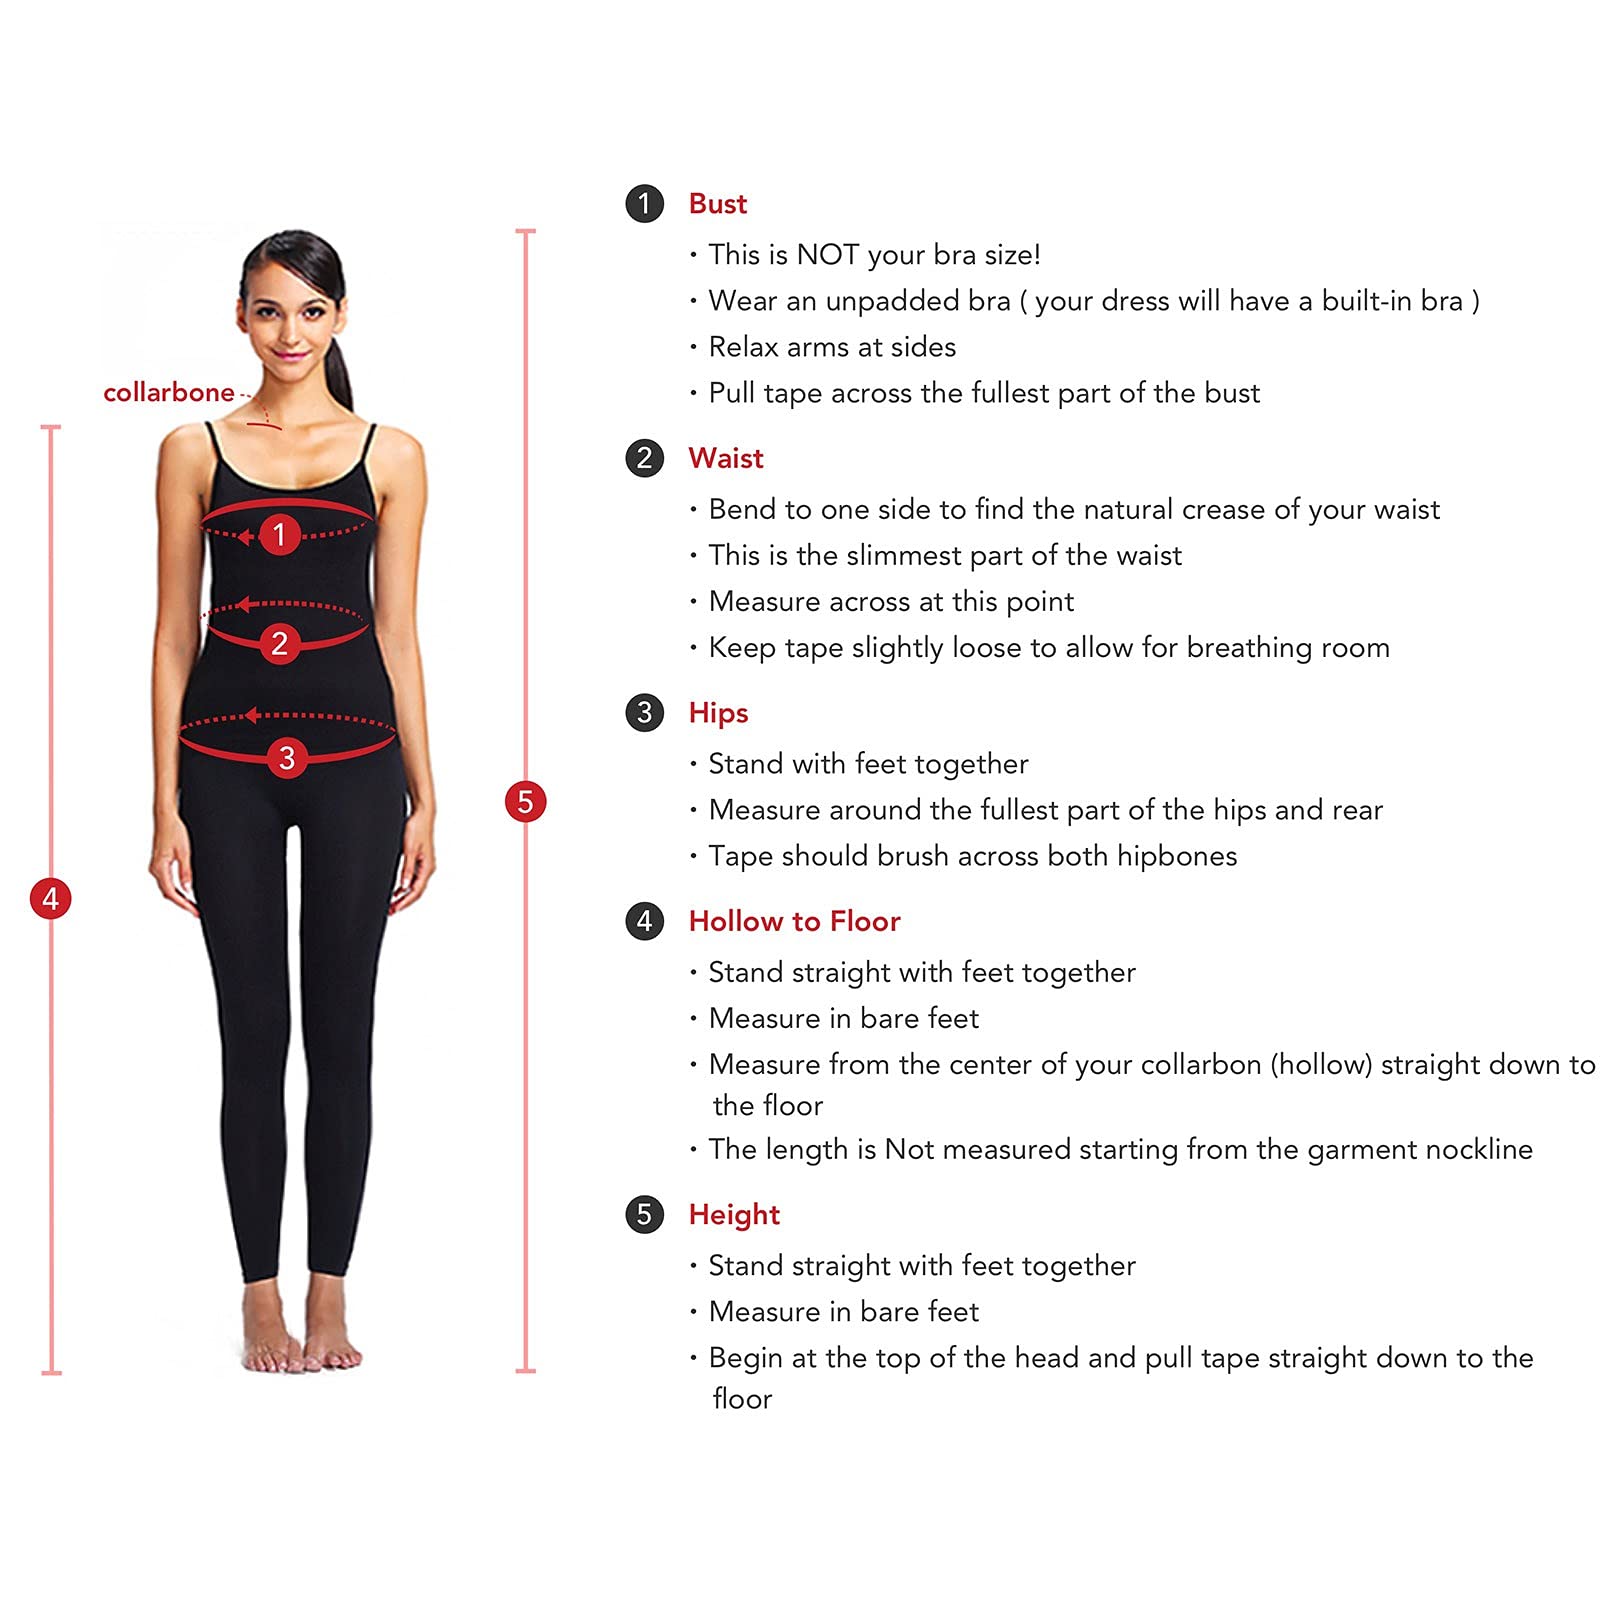 collarbone
1
2
3
4
5
1 Bust
· This is NOT your bra size!
· Wear an unpadded bra ( your dress will have a built-in bra )
· Relax arms at sides
· Pull tape across the fullest part of the bust
2 Waist
· Bend to one side to find the natural crease of your waist
· This is the slimmest part of the waist
· Measure across at this point
· Keep tape slightly loose to allow for breathing room
3 Hips
· Stand with feet together
· Measure around the fullest part of the hips and rear
· Tape should brush across both hipbones
4 Hollow to Floor
· Stand straight with feet together
· Measure in bare feet
· Measure from the center of your collarbon (hollow) straight down to
the floor
· The length is Not measured starting from the garment nockline
5 Height
· Stand straight with feet together
· Measure in bare feet
· Begin at the top of the head and pull tape straight down to the
floor